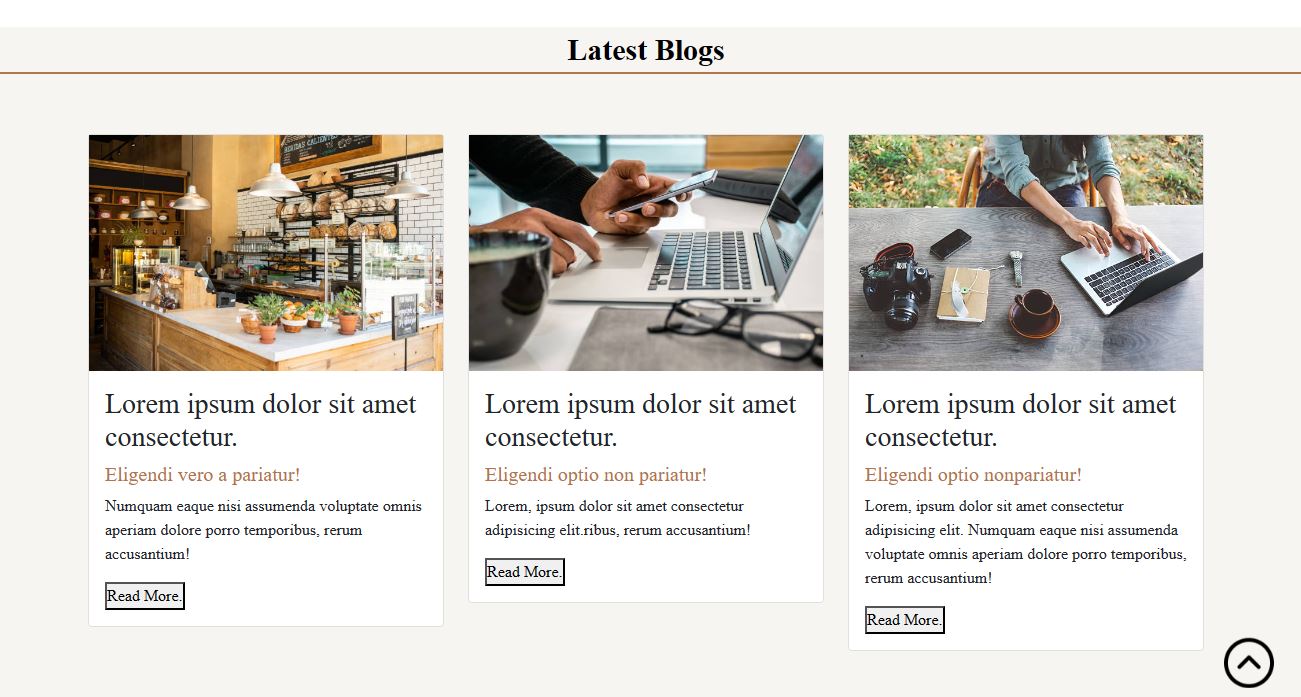 Latest Blogs
Lorem ipsum dolor sit amet
consectetur.
Eligendi vero a pariatur!
Numquam eaque nisi assumenda voluptate omnis
aperiam dolore porro temporibus, rerum
accusantium!
Read More.
Lorem ipsum dolor sit amet
consectetur.
Eligendi optio non pariatur!
Lorem, ipsum dolor sit amet consectetur
adipisicing elit.ribus, rerum accusantium!
Read More.
Lorem ipsum dolor sit amet
consectetur.
Eligendi optio nonpariatur!
Lorem, ipsum dolor sit amet consectetur
adipisicing elit. Numquam eaque nisi assumenda
voluptate omnis aperiam dolore porro temporibus,
rerum accusantium!
Read More.